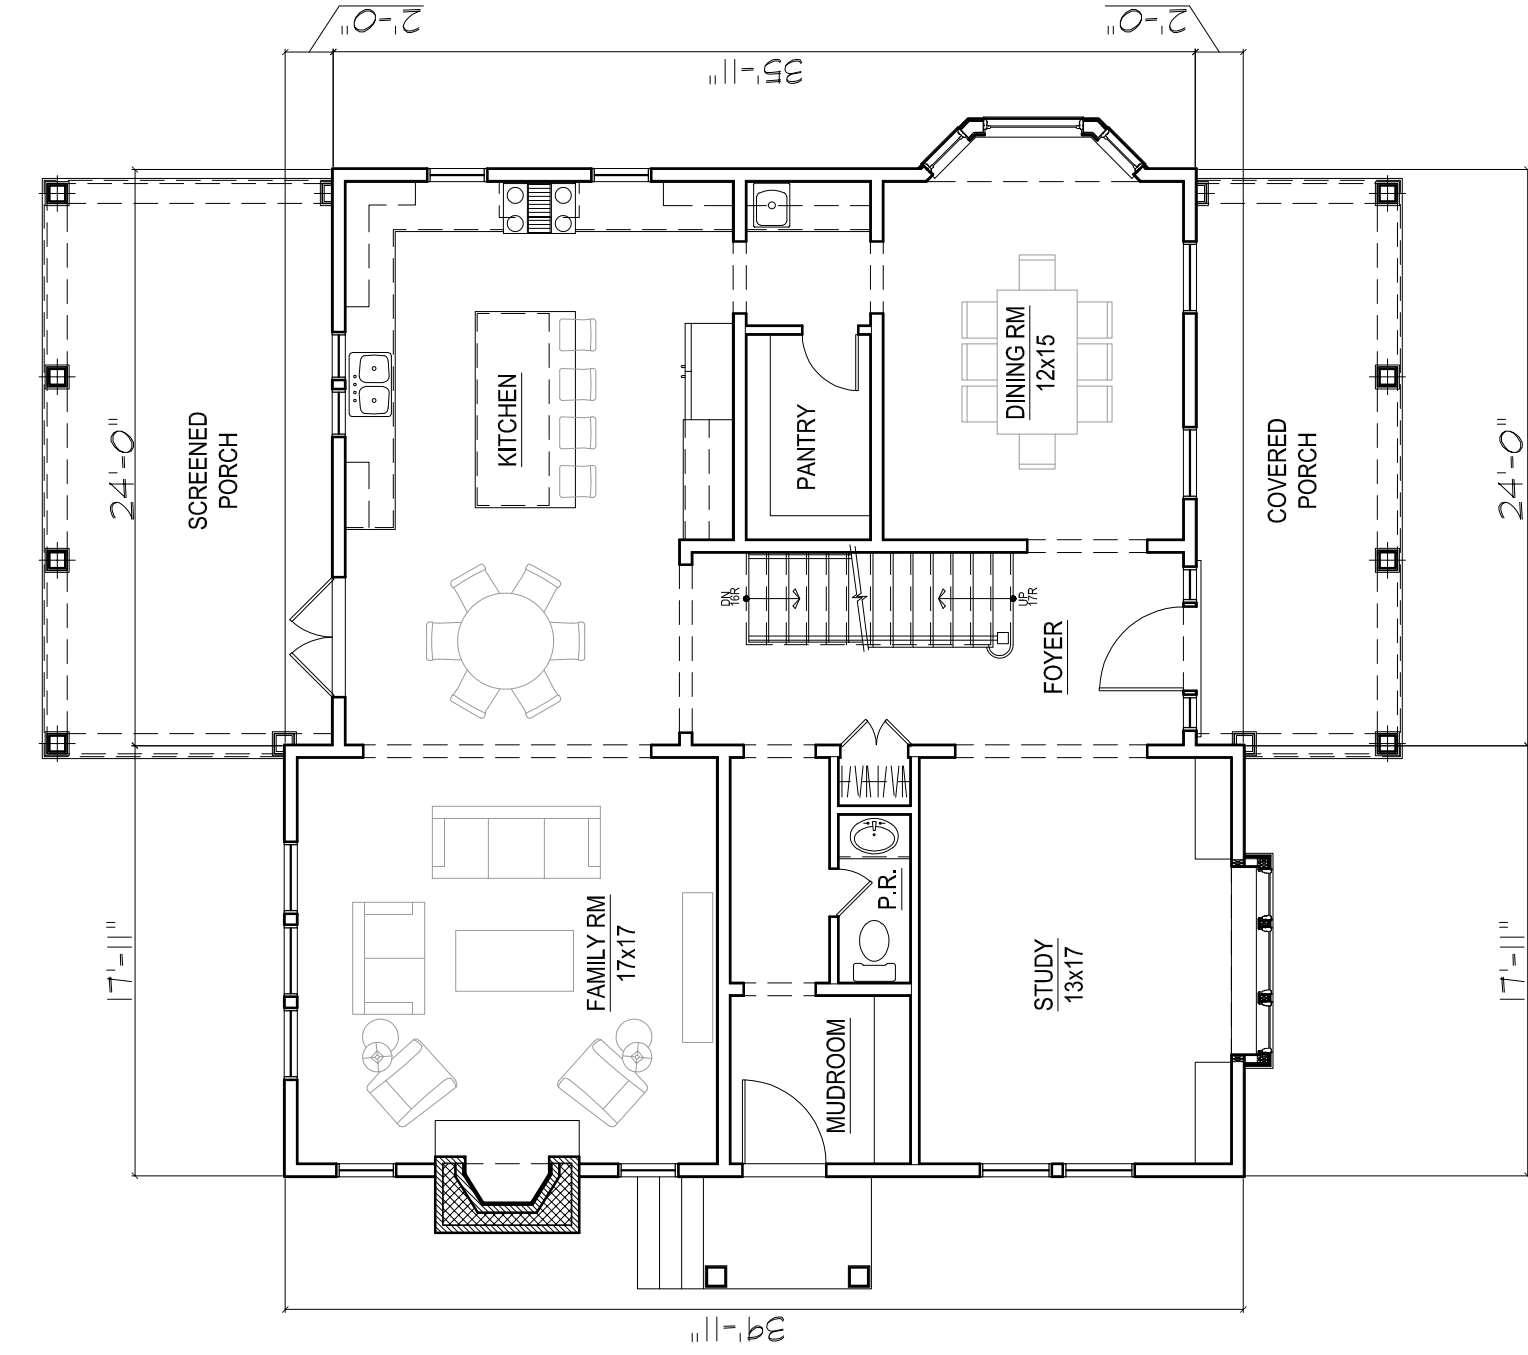 2'-0"
2'-0"
35'-11"
24'-0"
SCREENED
PORCH
KITCHEN
PANTRY
DINING RM
12x15
COVERED
PORCH
24'-0"
DN
16R
UP
17R
FOYER
17'-11"
FAMILY RM
17x17
P.R.
MUDROOM
STUDY
13x17
17'-11"
39'-11"